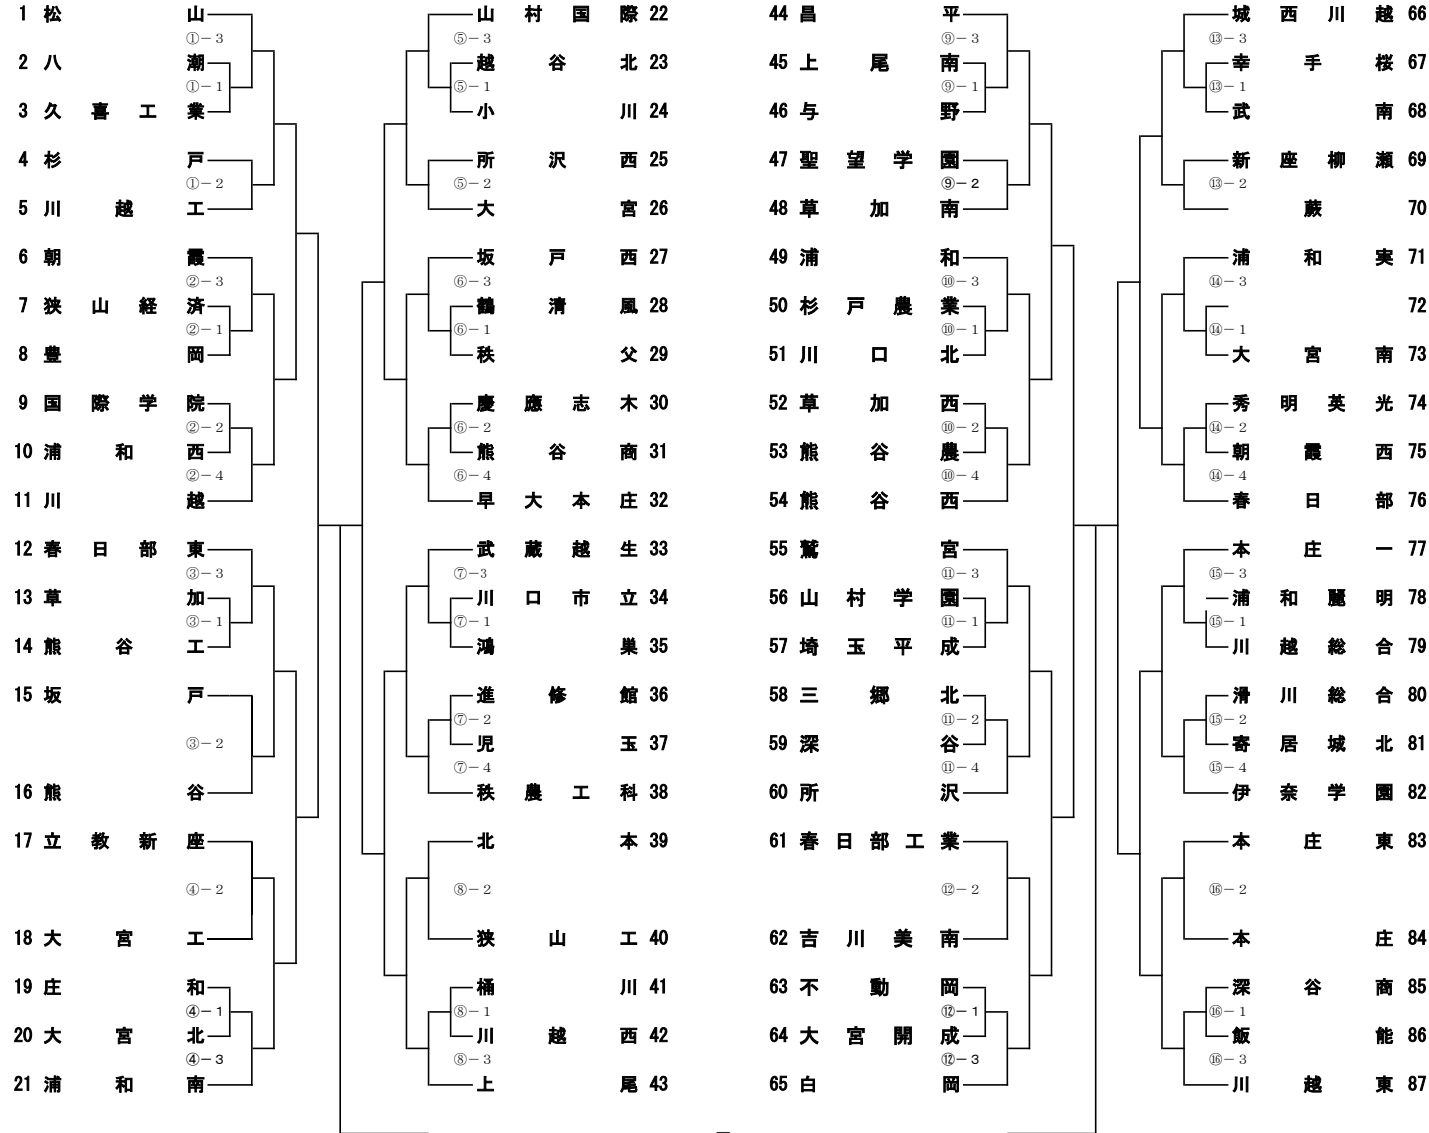 1 松山
①－3
2 八潮
①－1
3 久喜工業
4 杉戸
①－2
5 川越工
6 朝霞
②－3
7 狭山経済
②－1
8 豊岡
9 国際学院
②－2
10 浦和西
②－4
11 川越
12 春日部東
③－3
13 草加
③－1
14 熊谷工
15 坂戸
③－2
16 熊谷
17 立教新座
④－2
18 大宮工
19 庄和
④－1
20 大宮北
④－3
21 浦和南
山村国際 22
⑤－3
越谷北 23
⑤－1
小川 24
所沢西 25
⑤－2
大宮 26
坂戸西 27
⑥－3
鶴清風 28
⑥－1
秩父 29
慶應志木 30
⑥－2
熊谷商 31
⑥－4
早大本庄 32
武蔵越生 33
⑦－3
川口市立 34
⑦－1
鴻巣 35
進修館 36
⑦－2
児玉 37
⑦－4
秩農工科 38
北本 39
⑧－2
狭山工 40
桶川 41
⑧－1
川越西 42
⑧－3
上尾 43
44 昌平
⑨－3
45 上尾南
⑨－1
46 与野
47 聖望学園
⑨－2
48 草加南
49 浦和
⑩－3
50 杉戸農業
⑩－1
51 川口北
52 草加西
⑩－2
53 熊谷農
⑩－4
54 熊谷西
55 鷲宮
⑪－3
56 山村学園
⑪－1
57 埼玉平成
58 三郷北
⑪－2
59 深谷
⑪－4
60 所沢
61 春日部工業
⑫－2
62 吉川美南
63 不動岡
⑫－1
64 大宮開成
⑫－3
65 白岡
城西川越 66
⑬－3
幸手桜 67
⑬－1
武南 68
新座柳瀬 69
⑬－2
蕨 70
浦和実 71
⑭－3
72
⑭－1
大宮南 73
秀明英光 74
⑭－2
朝霞西 75
⑭－4
春日部 76
本庄一 77
⑮－3
浦和麗明 78
⑮－1
川越総合 79
滑川総合 80
⑮－2
寄居城北 81
⑮－4
伊奈学園 82
本庄東 83
⑯－2
本庄 84
深谷商 85
⑯－1
飯能 86
⑯－3
川越東 87